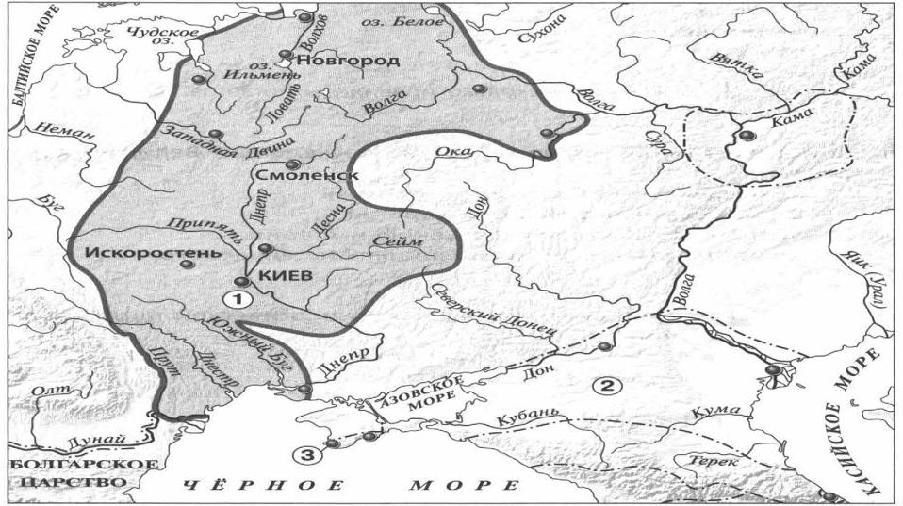 БАЛТИЙСКОЕ МОРЕ
Чудское
оз.
Волхов
оз. Белое
Сухона
Вятка
Кама
Новгород
оз.
Ильмень
Ловать
Волга
Волга
Кама
Неман
Западная Двина
Сура
Ока
Смоленск
Днепр
Десна
Дон
Буг
Припять
Сейм
Искоростень
КИЕВ
1
Волга
Яик (Урал)
Северский Донец
Южный Буг
Прут
Днестр
Днепр
АЗОВСКОЕ
МОРЕ
Дон
2
Олт
Кубань
Кума
КАСПИЙСКОЕ МОРЕ
Дунай
БОЛГАРСКОЕ
ЦАРСТВО
3
Терек
ЧЁРНОЕ МОРЕ